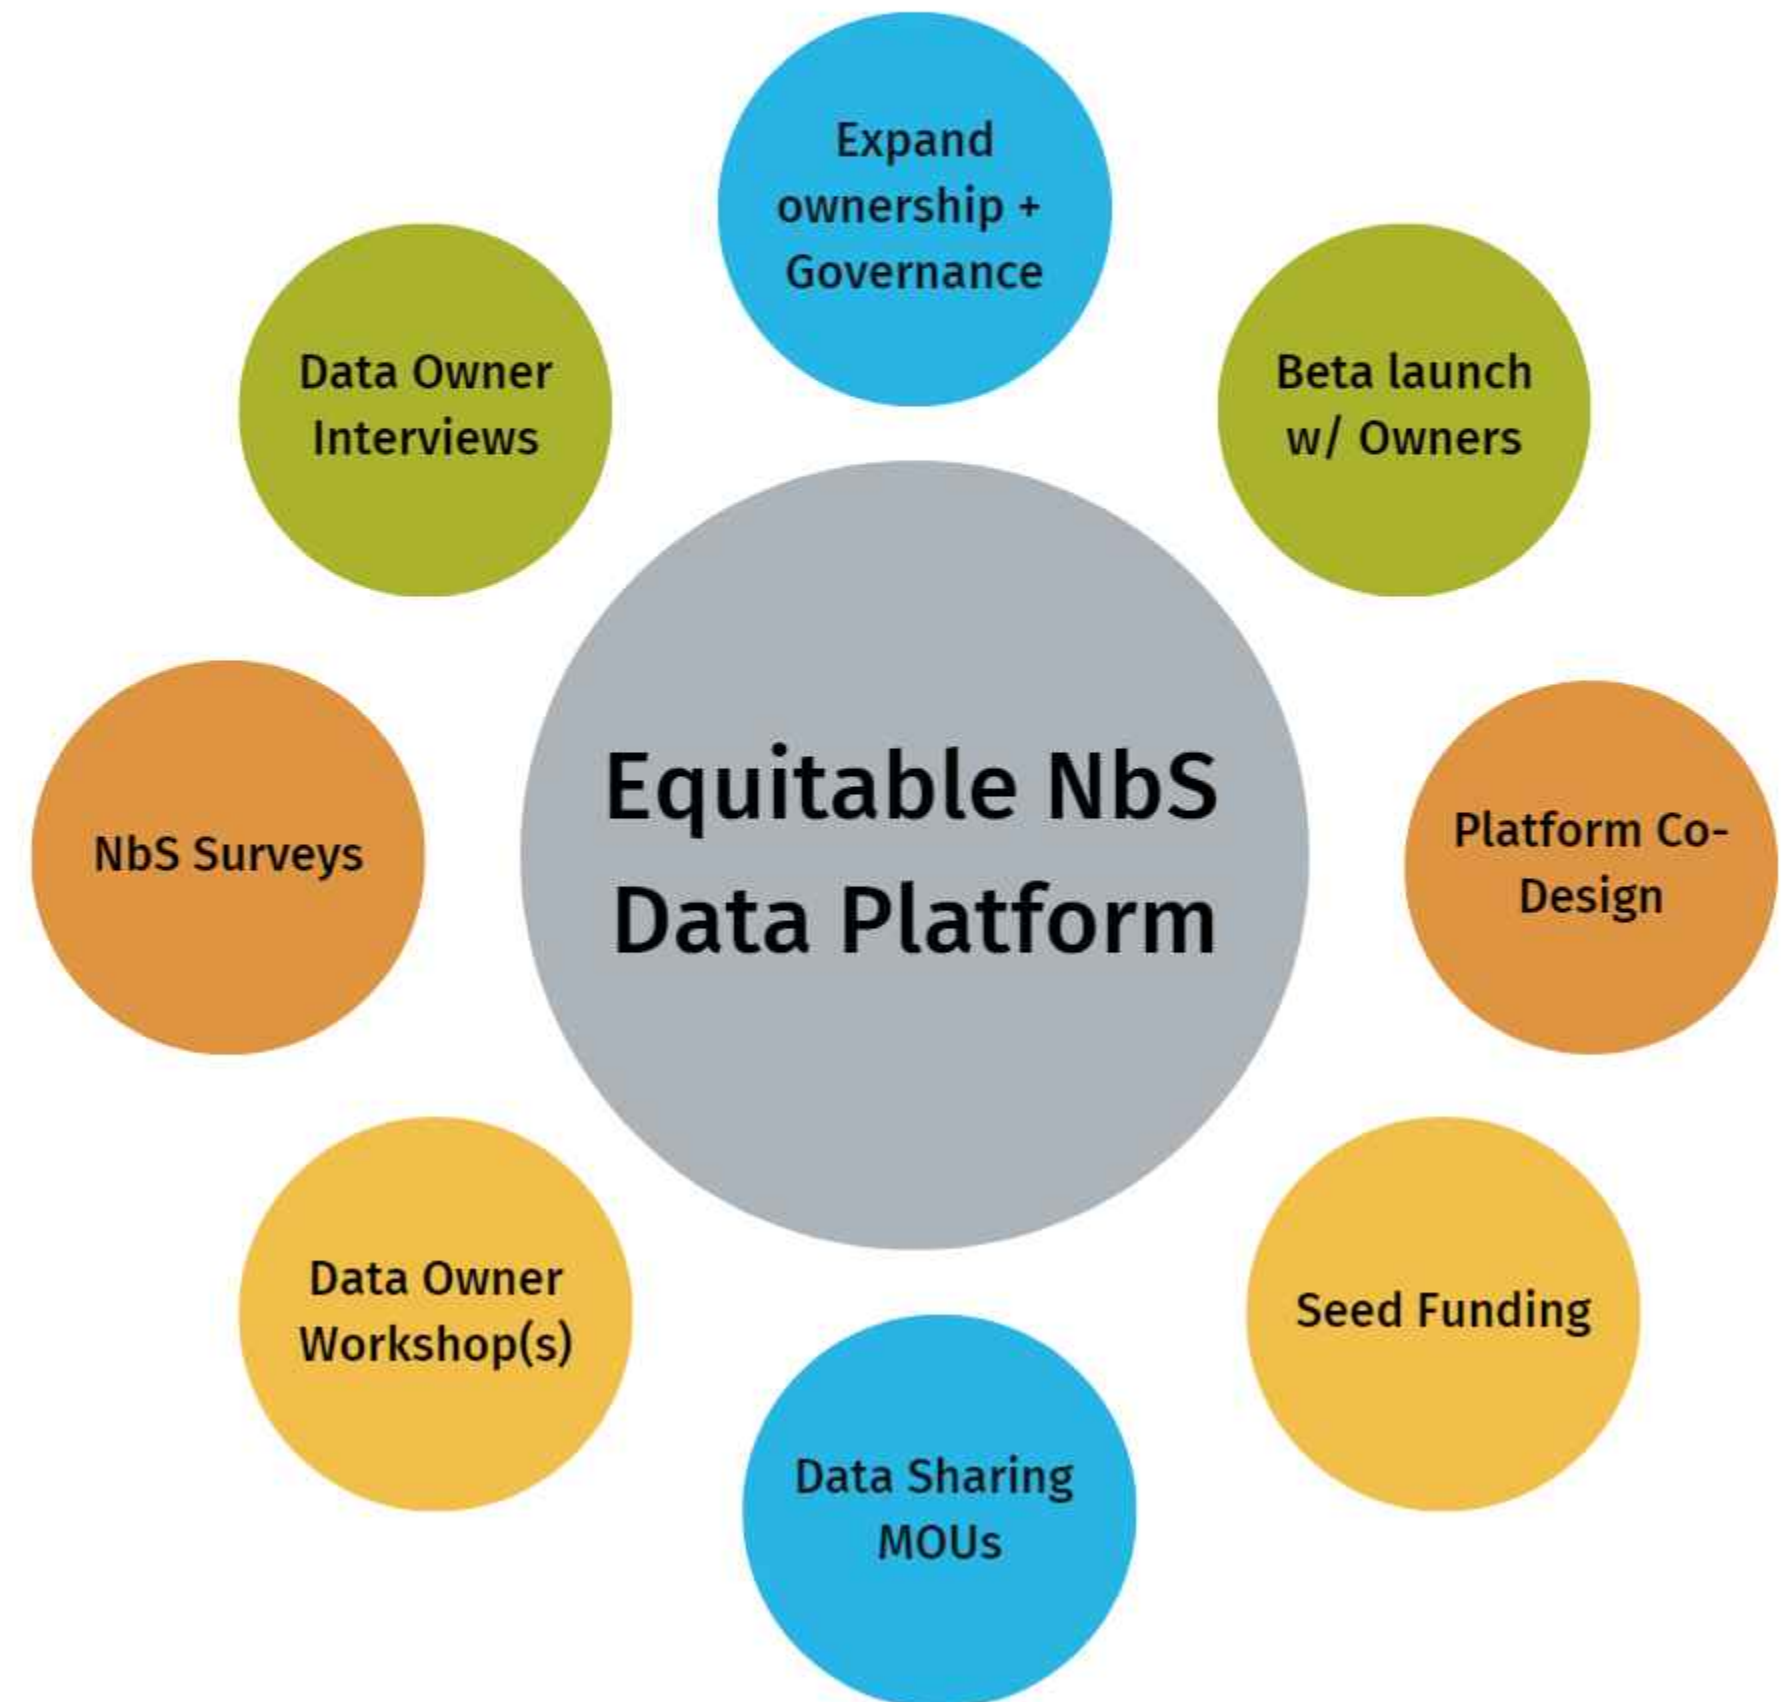 Expand
ownership +
Governance
Data Owner
Interviews
Beta launch
w/ Owners
Equitable NbS
Data Platform
NbS Surveys
Platform Co-
Design
Data Owner
Workshop(s)
Seed Funding
Data Sharing
MOUs